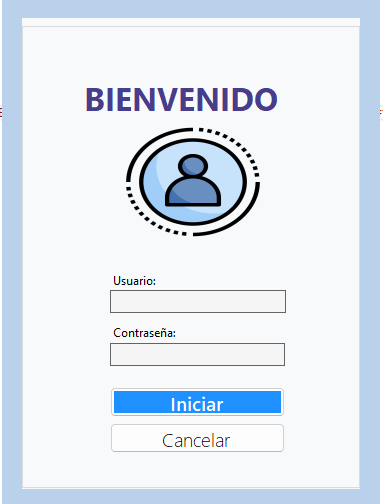 BIENVENIDO
Usuario:
Contraseña:
Iniciar
Cancelar